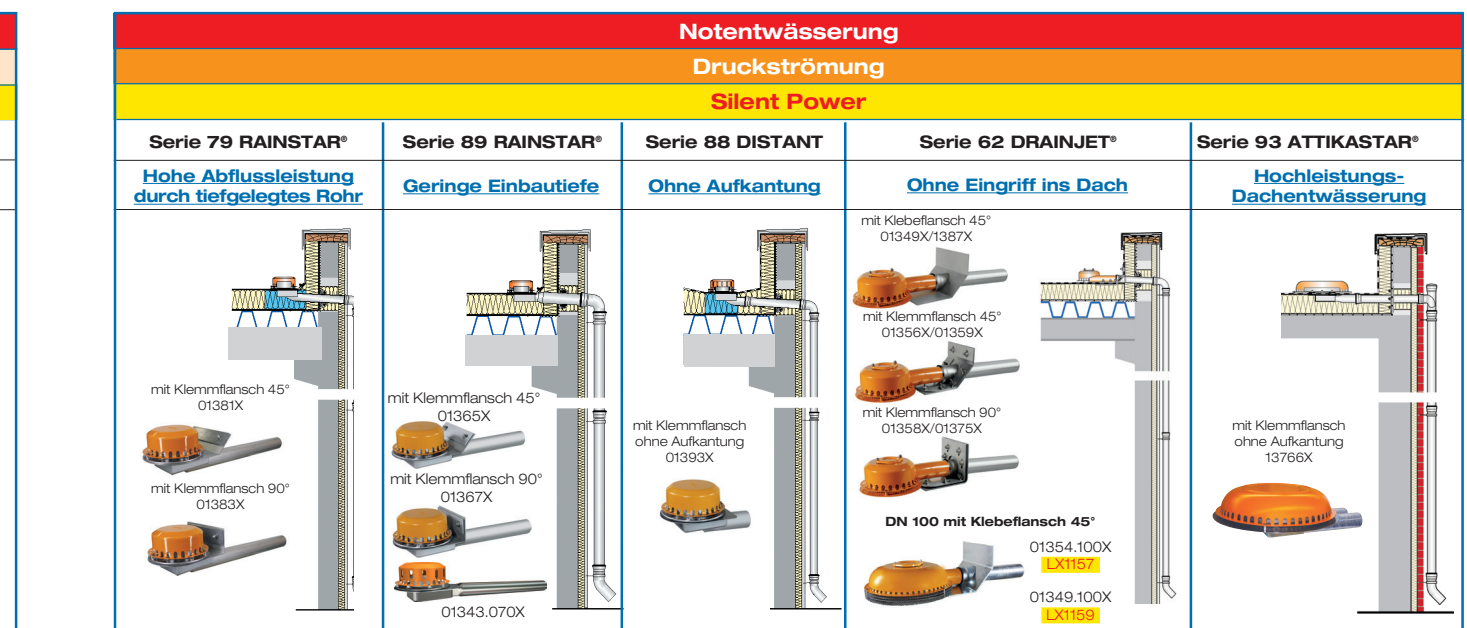 Notentwässerung
Druckströmung
Silent Power
Serie 79 RAINSTAR®
Hohe Abflussleistung
durch tiefgelegtes Rohr
mit Klemmflansch 45°
01381X
mit Klemmflansch 90°
01383X
Serie 89 RAINSTAR®
Geringe Einbautiefe
mit Klemmflansch 45°
01365X
mit Klemmflansch 90°
01367X
01343.070X
Serie 88 DISTANT
Ohne Aufkantung
mit Klemmflansch
ohne Aufkantung
01393X
Serie 62 DRAINJET®
Ohne Eingriff ins Dach
mit Klebeflansch 45°
01349X/1387X
mit Klemmflansch 45°
01356X/01359X
mit Klemmflansch 90°
01358X/01375X
DN 100 mit Klebeflansch 45°
01354.100X
LX1157
01349.100X
LX1159
Serie 93 ATTIKASTAR®
Hochleistungs-
Dachentwässerung
mit Klemmflansch
ohne Aufkantung
13766X